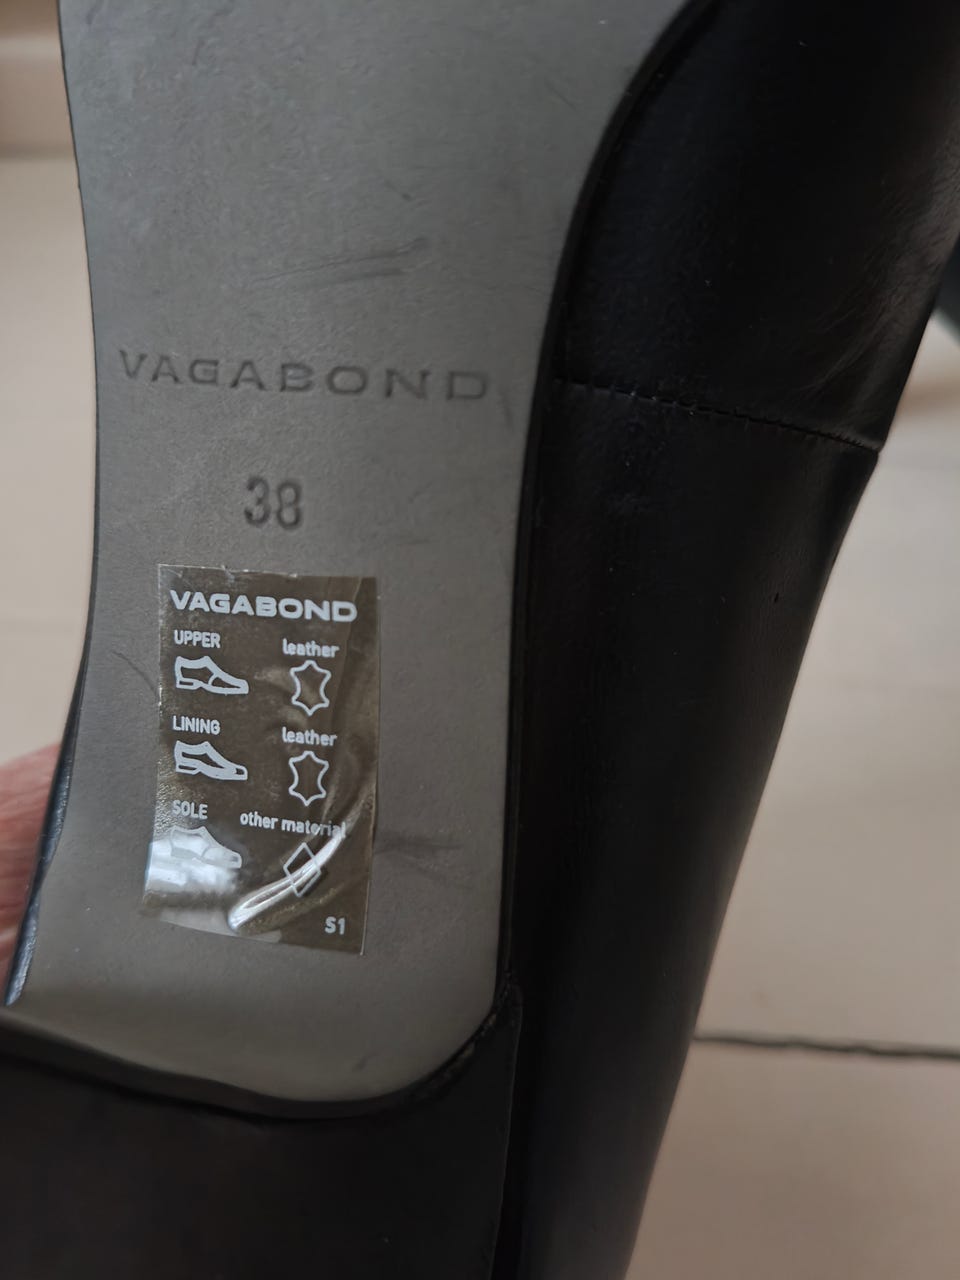 VAGABOND
38
VAGABOND
UPPER leather
LINING leather
SOLE other material
S1